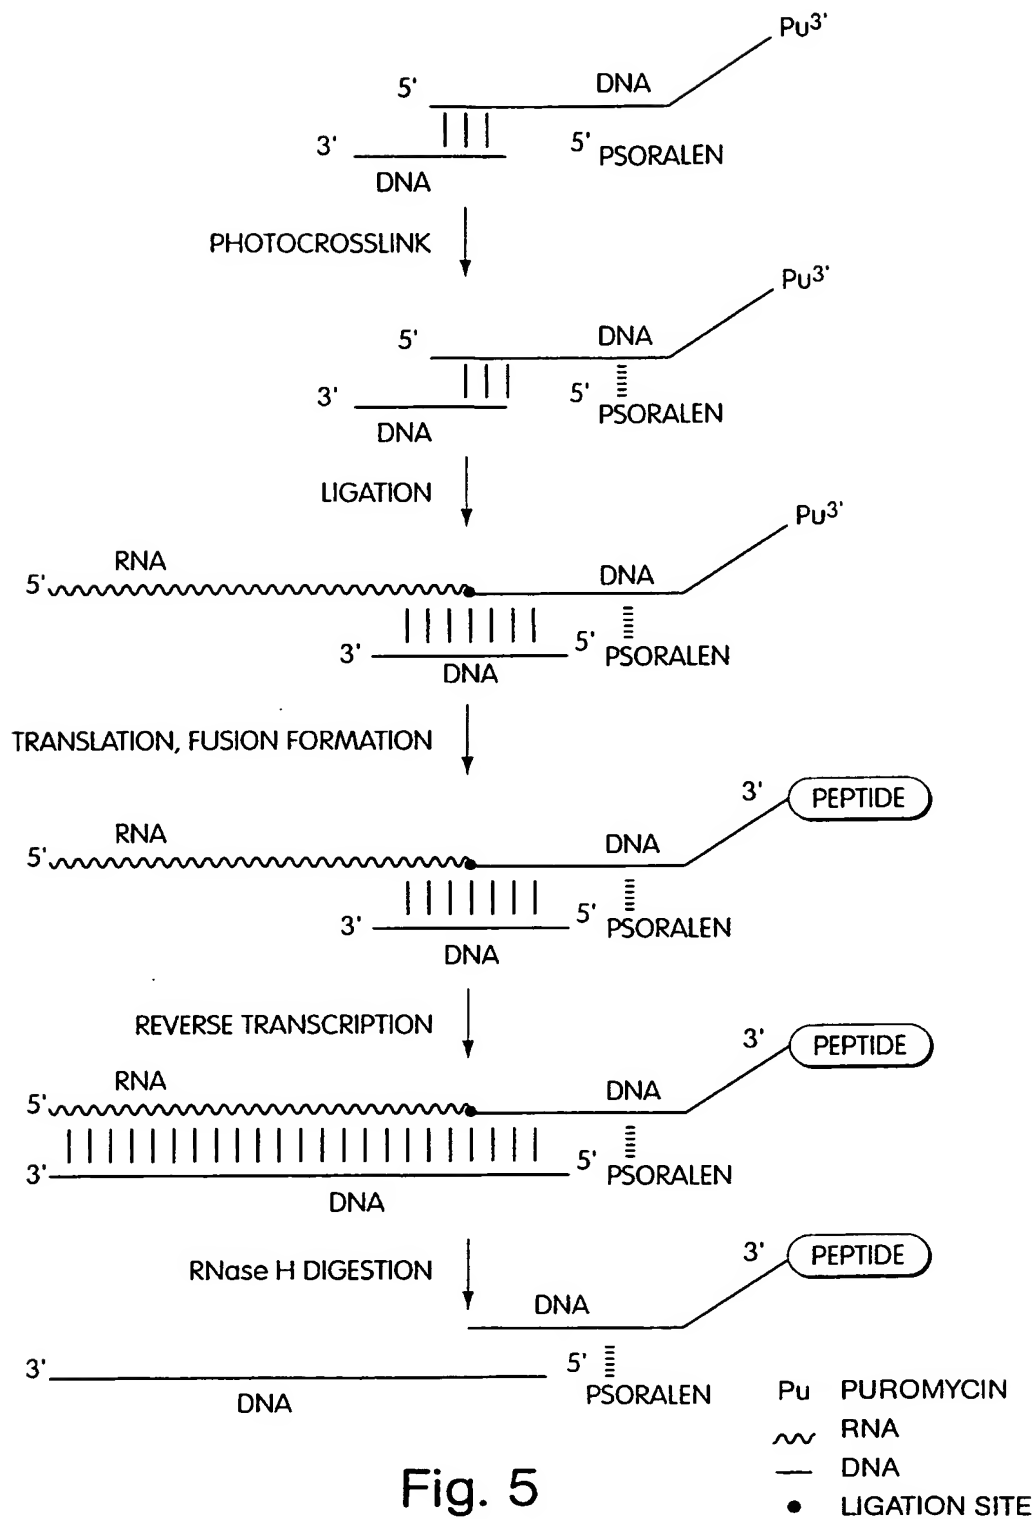 Pu3'
5' DNA
3' 5' PSORALEN
DNA
PHOTOCROSSLINK
Pu3'
5' DNA
3' 5' PSORALEN
DNA
LIGATION
Pu3'
RNA DNA
5'
3' 5' PSORALEN
DNA
TRANSLATION, FUSION FORMATION
3' PEPTIDE
RNA DNA
5'
3' 5' PSORALEN
DNA
REVERSE TRANSCRIPTION
3' PEPTIDE
RNA DNA
5'
3' 5' PSORALEN
DNA
RNase H DIGESTION
3' PEPTIDE
DNA
3' 5' PSORALEN
DNA
Pu PUROMYCIN
RNA
DNA
LIGATION SITE
Fig. 5